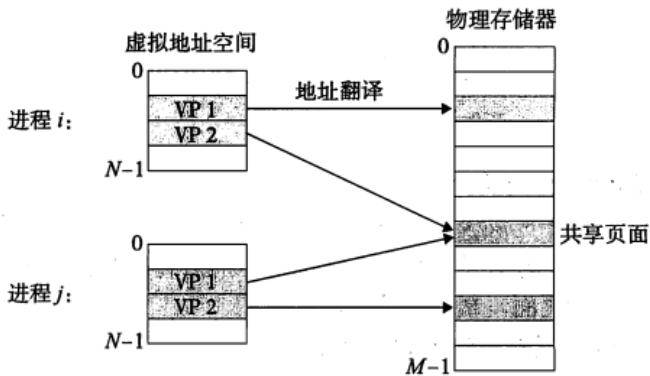 物理存储器
虚拟地址空间
0
0
地址翻译
进程 i：
VP 1
VP 2
N-1
0
共享页面
进程 j：
VP 1
VP 2
N-1
M-1